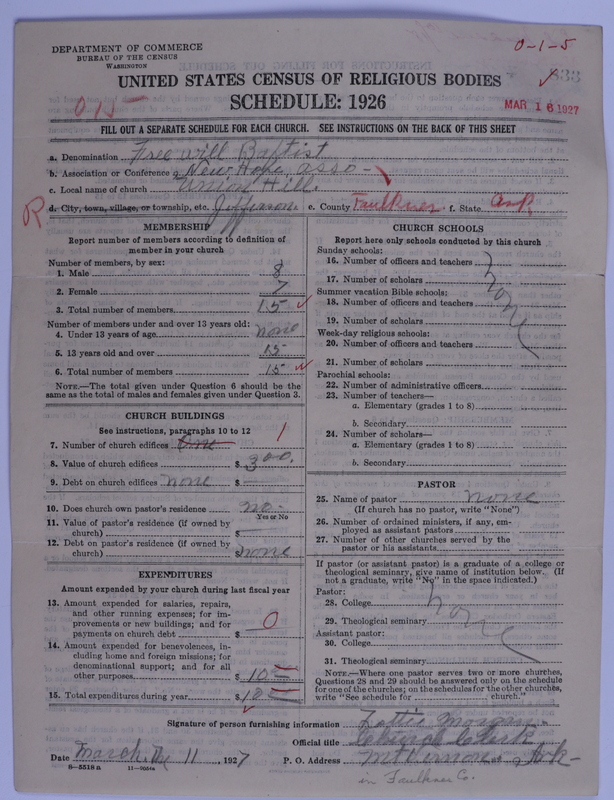 DEPARTMENT OF COMMERCE
BUREAU OF THE CENSUS
WASHINGTON
0-1-5
UNITED STATES CENSUS OF RELIGIOUS BODIES
015
SCHEDULE: 1926
833
MAR 16 1927
FILL OUT A SEPARATE SCHEDULE FOR EACH CHURCH. SEE INSTRUCTIONS ON THE BACK OF THIS SHEET
a. Denomination Free will Baptist
b. Association or Conference New Hope asso-
c. Local name of church Union Hill
R
d. City, town, village, or township, etc. Jefferson e. County Faulkner f. State Ark
MEMBERSHIP
Report number of members according to definition of member in your church
Number of members, by sex:
1. Male 8
2. Female 7
3. Total number of members 15
Number of members under and over 13 years old:
4. Under 13 years of age none
5. 13 years old and over 15
6. Total number of members 15
NOTE.—The total given under Question 6 should be the same as the total of males and females given under Question 3.
CHURCH BUILDINGS
See instructions, paragraphs 10 to 12
7. Number of church edifices One 1
8. Value of church edifices $ 300.
9. Debt on church edifices none $
10. Does church own pastor's residence no-
Yes or No
11. Value of pastor's residence (if owned by church) $
12. Debt on pastor's residence (if owned by church) $ none
EXPENDITURES
Amount expended by your church during last fiscal year
13. Amount expended for salaries, repairs, and other running expenses; for improvements or new buildings; and for payments on church debt $ 0
14. Amount expended for benevolences, including home and foreign missions; for denominational support; and for all other purposes $ 10
15. Total expenditures during year $ 10
CHURCH SCHOOLS
Report here only schools conducted by this church
Sunday schools:
16. Number of officers and teachers
17. Number of scholars
none
Summer vacation Bible schools:
18. Number of officers and teachers
19. Number of scholars
Week-day religious schools:
20. Number of officers and teachers
21. Number of scholars
Parochial schools:
22. Number of administrative officers
23. Number of teachers—
a. Elementary (grades 1 to 8)
b. Secondary
24. Number of scholars—
a. Elementary (grades 1 to 8)
b. Secondary
PASTOR
25. Name of pastor none
(If church has no pastor, write "None")
26. Number of ordained ministers, if any, employed as assistant pastors
27. Number of other churches served by the pastor or his assistants
If pastor (or assistant pastor) is a graduate of a college or theological seminary, give name of institution below. (If not a graduate, write "No" in the space indicated.)
Pastor:
28. College
none
29. Theological seminary
Assistant pastor:
30. College
31. Theological seminary
NOTE.—Where one pastor serves two or more churches, Questions 28 and 29 should be answered only on the schedule for one of the churches; on the schedules for the other churches, write "See schedule for church."
Signature of person furnishing information Lottie Morgan
Official title Church Clerk
Date March the 11, 1927 P. O. Address Mt Vernon, Ark-
8—5518 a
in Faulkner Co.